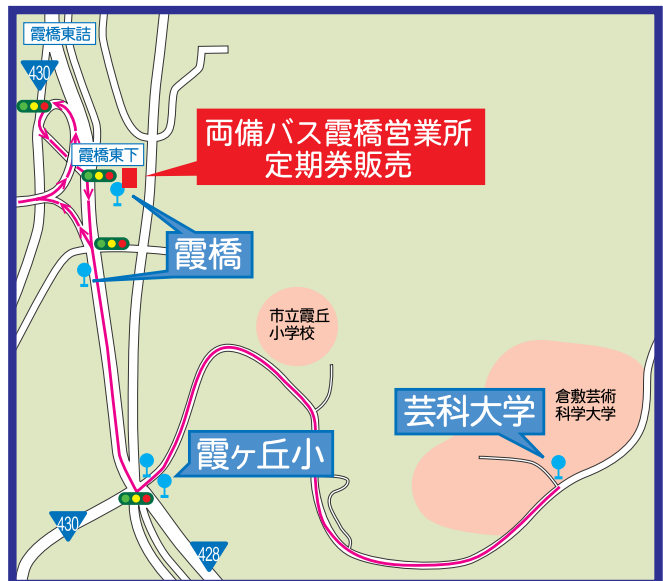 霞橋東詰
430
両備バス霞橋営業所
定期券販売
霞橋東下
霞橋
市立霞丘
小学校
芸科大学
倉敷芸術
科学大学
霞ヶ丘小
430
428